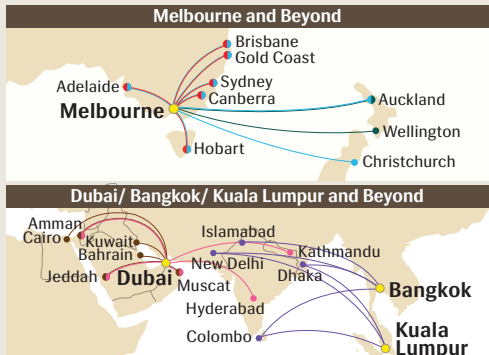 Melbourne and Beyond
Brisbane
Gold Coast
Adelaide
Sydney
Canberra
Melbourne
Auckland
Wellington
Hobart
Christchurch
Dubai/ Bangkok/ Kuala Lumpur and Beyond
Amman
Cairo
Kuwait
Bahrain
Islamabad
New Delhi
Kathmandu
Dhaka
Jeddah
Dubai
Muscat
Hyderabad
Bangkok
Colombo
Kuala
Lumpur